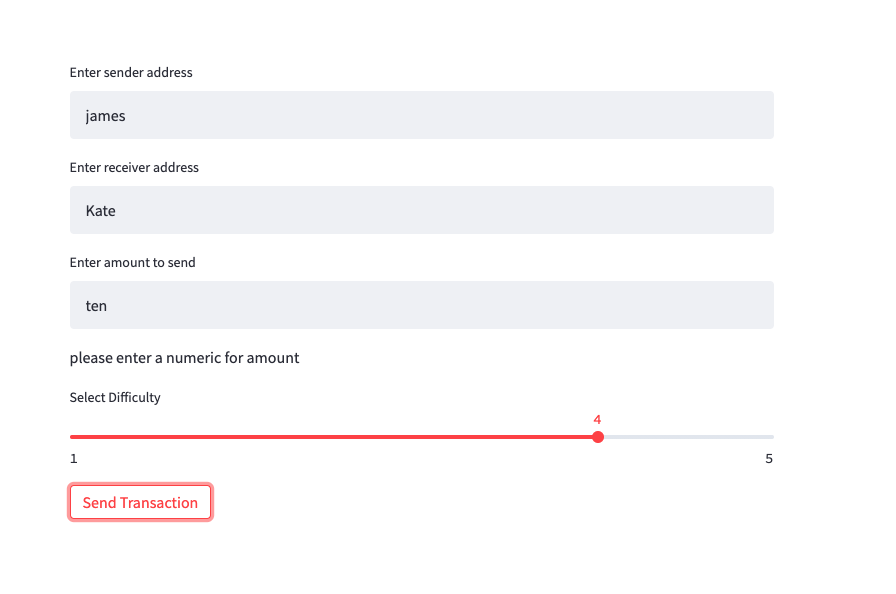 Enter sender address
james
Enter receiver address
Kate
Enter amount to send
ten
please enter a numeric for amount
Select Difficulty
4
1 5
Send Transaction